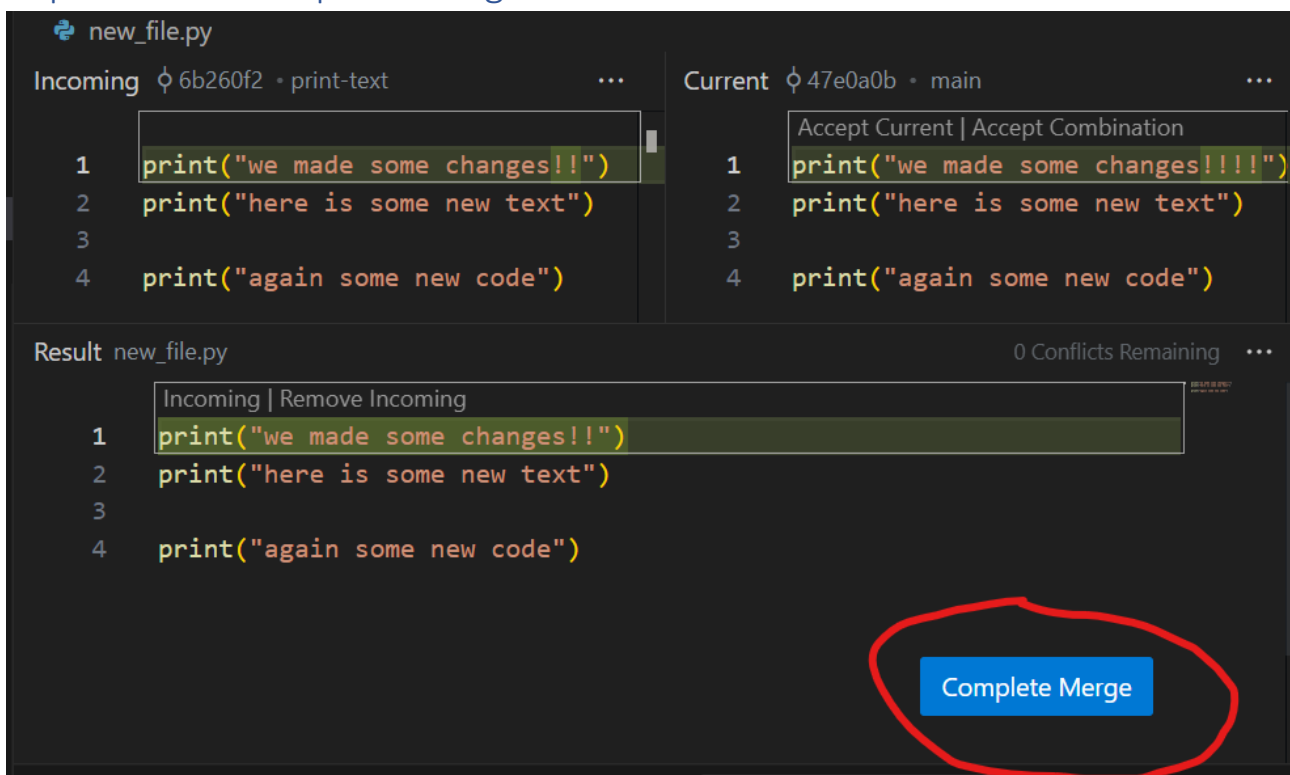 new_file.py
Incoming 6b260f2 • print-text ...
1 print("we made some changes!!")
2 print("here is some new text")
3
4 print("again some new code")
Current 47e0a0b • main ...
Accept Current | Accept Combination
1 print("we made some changes!!!!")
2 print("here is some new text")
3
4 print("again some new code")
Result new_file.py 0 Conflicts Remaining ...
Incoming | Remove Incoming
1 print("we made some changes!!")
2 print("here is some new text")
3
4 print("again some new code")
Complete Merge